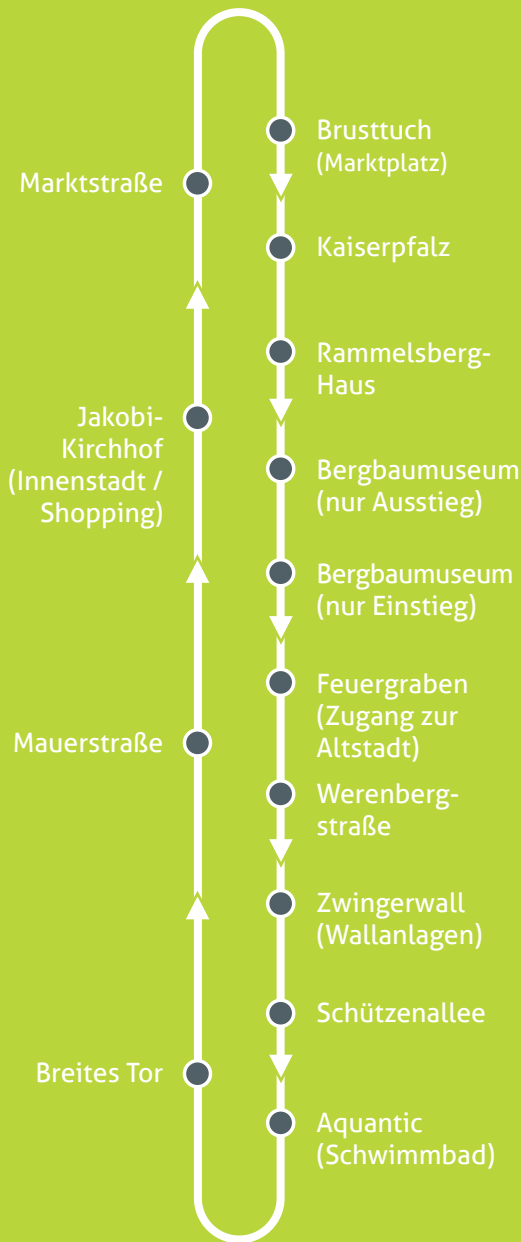 Brusttuch
(Marktplatz)
Marktstraße
Kaiserpfalz
Rammelsberg-
Haus
Jakobi-
Kirchhof
(Innenstadt /
Shopping)
Bergbaumuseum
(nur Ausstieg)
Bergbaumuseum
(nur Einstieg)
Feuergraben
(Zugang zur
Altstadt)
Mauerstraße
Werenberg-
straße
Zwingerwall
(Wallanlagen)
Schützenallee
Breites Tor
Aquantic
(Schwimmbad)